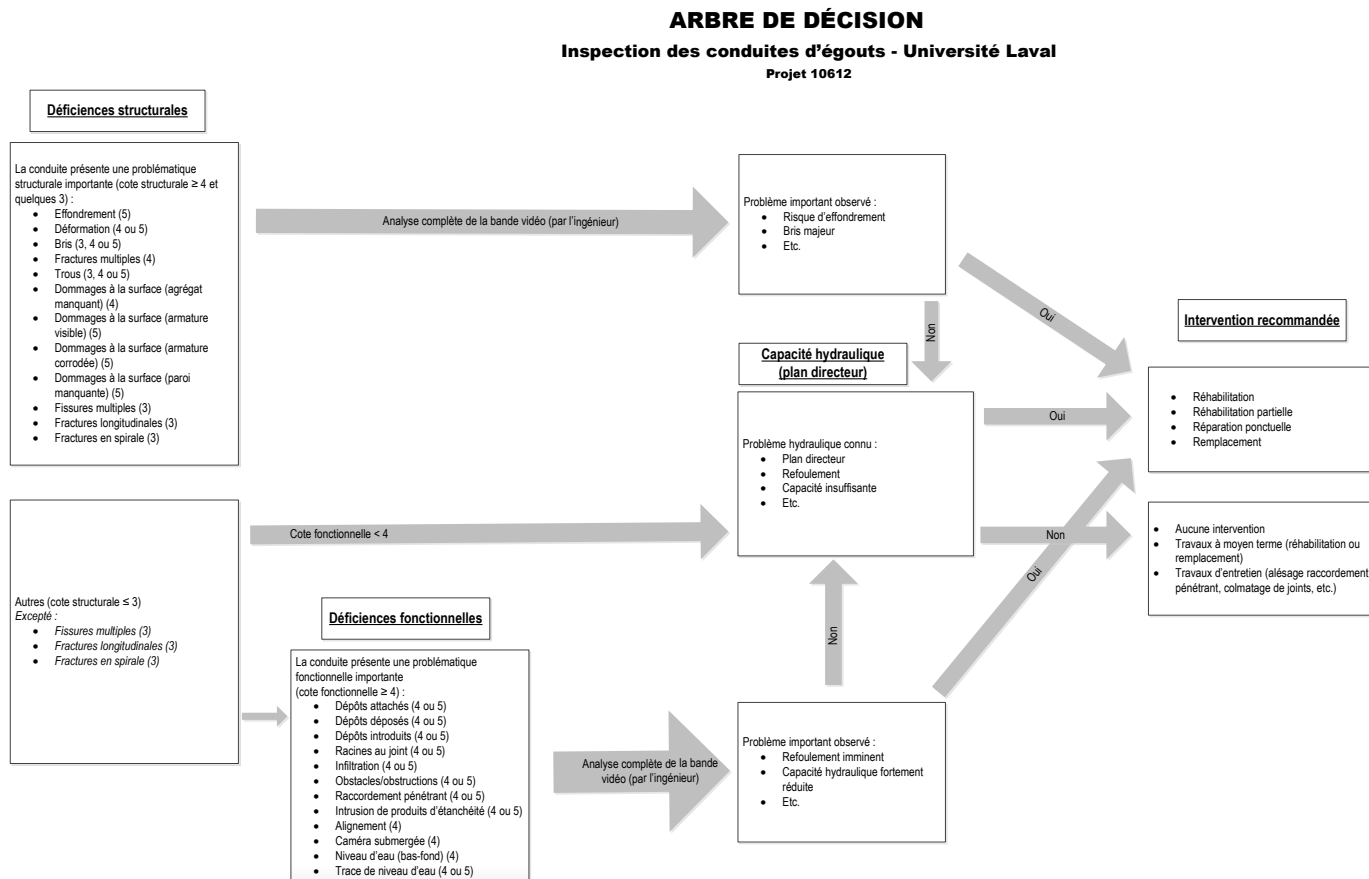 ARBRE DE DÉCISION
Inspection des conduites d’égouts - Université Laval
Projet 10612
Déficiences structurales
La conduite présente une problématique
structurale importante (cote structurale ≥ 4 et
quelques 3) :
• Effondrement (5)
• Déformation (4 ou 5)
• Bris (3, 4 ou 5)
• Fractures multiples (4)
• Trous (3, 4 ou 5)
• Dommages à la surface (agrégat
manquant) (4)
• Dommages à la surface (armature
visible) (5)
• Dommages à la surface (armature
corrodée) (5)
• Dommages à la surface (paroi
manquante) (5)
• Fissures multiples (3)
• Fractures longitudinales (3)
• Fractures en spirale (3)
Analyse complète de la bande vidéo (par l’ingénieur)
Problème important observé :
• Risque d’effondrement
• Bris majeur
• Etc.
Oui
Non
Capacité hydraulique
(plan directeur)
Problème hydraulique connu :
• Plan directeur
• Refoulement
• Capacité insuffisante
• Etc.
Oui
Non
Intervention recommandée
• Réhabilitation
• Réhabilitation partielle
• Réparation ponctuelle
• Remplacement
• Aucune intervention
• Travaux à moyen terme (réhabilitation ou
remplacement)
• Travaux d’entretien (alésage raccordement
pénétrant, colmatage de joints, etc.)
Autres (cote structurale ≤ 3)
Excepté :
• Fissures multiples (3)
• Fractures longitudinales (3)
• Fractures en spirale (3)
Cote fonctionnelle < 4
Déficiences fonctionnelles
La conduite présente une problématique
fonctionnelle importante
(cote fonctionnelle ≥ 4) :
• Dépôts attachés (4 ou 5)
• Dépôts déposés (4 ou 5)
• Dépôts introduits (4 ou 5)
• Racines au joint (4 ou 5)
• Infiltration (4 ou 5)
• Obstacles/obstructions (4 ou 5)
• Raccordement pénétrant (4 ou 5)
• Intrusion de produits d’étanchéité (4 ou 5)
• Alignement (4)
• Caméra submergée (4)
• Niveau d’eau (bas-fond) (4)
• Trace de niveau d’eau (4 ou 5)
Analyse complète de la bande
vidéo (par l’ingénieur)
Problème important observé :
• Refoulement imminent
• Capacité hydraulique fortement
réduite
• Etc.
Non
Oui